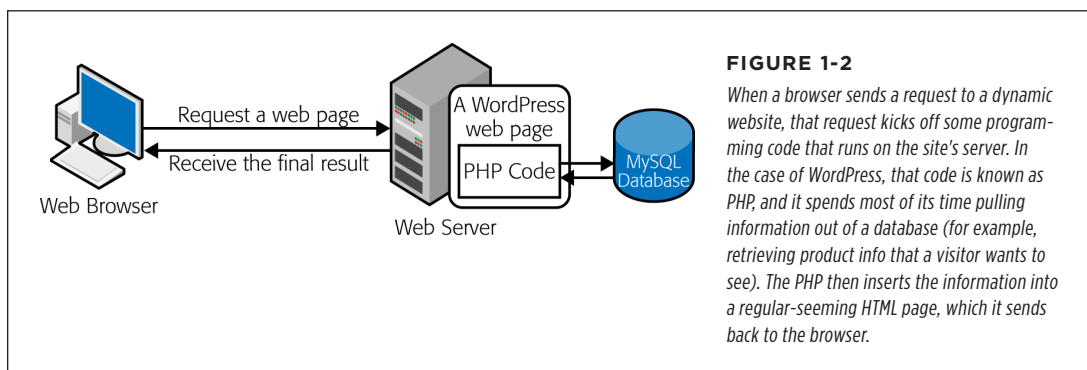 Request a web page
Receive the final result
Web Browser
Web Server
A WordPress
web page
PHP Code
MySQL
Database
FIGURE 1-2
When a browser sends a request to a dynamic
website, that request kicks off some program-
ming code that runs on the site's server. In
the case of WordPress, that code is known as
PHP, and it spends most of its time pulling
information out of a database (for example,
retrieving product info that a visitor wants to
see). The PHP then inserts the information into
a regular-seeming HTML page, which it sends
back to the browser.